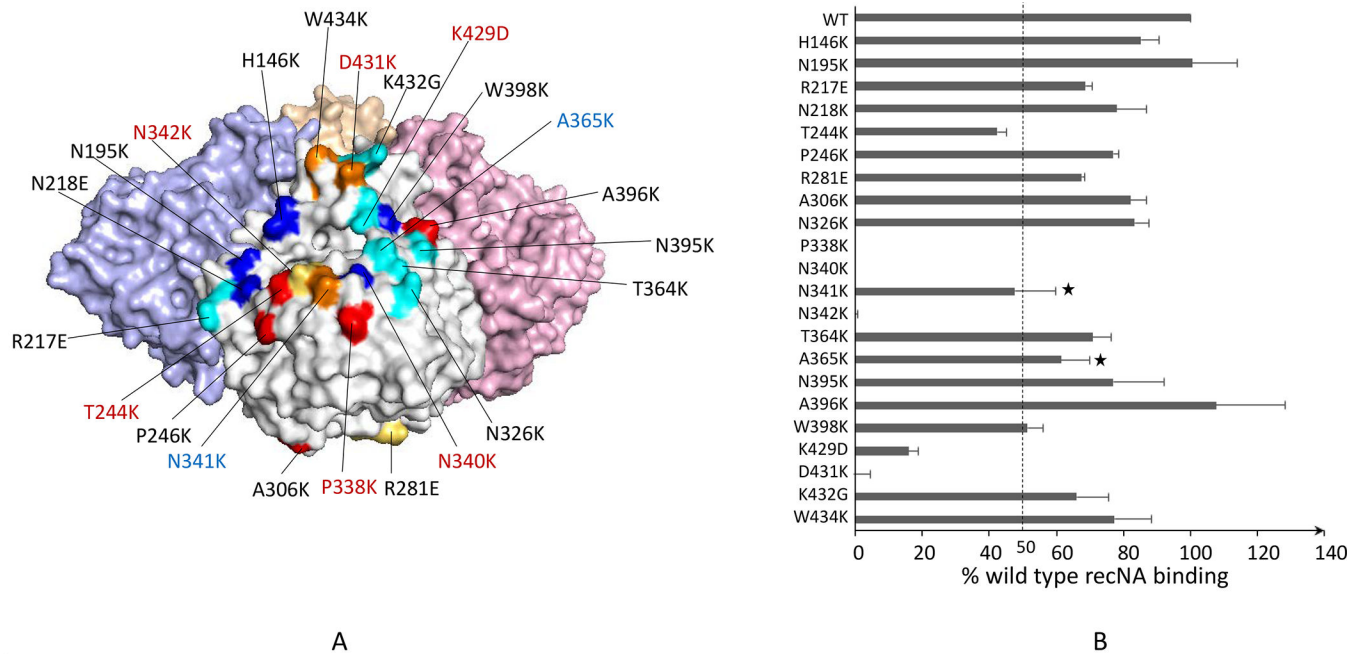 W434K
K429D
H146K
D431K
K432G
W398K
N342K
A365K
N195K
N218E
A396K
N395K
T364K
R217E
T244K
P246K
N326K
N341K
N340K
A306K
P338K
R281E
A
WT
H146K
N195K
R217E
N218K
T244K
P246K
R281E
A306K
N326K
P338K
N340K
N341K
N342K
T364K
A365K
N395K
A396K
W398K
K429D
D431K
K432G
W434K
0 20 40 50 60 80 100 120 140
% wild type recNA binding
B